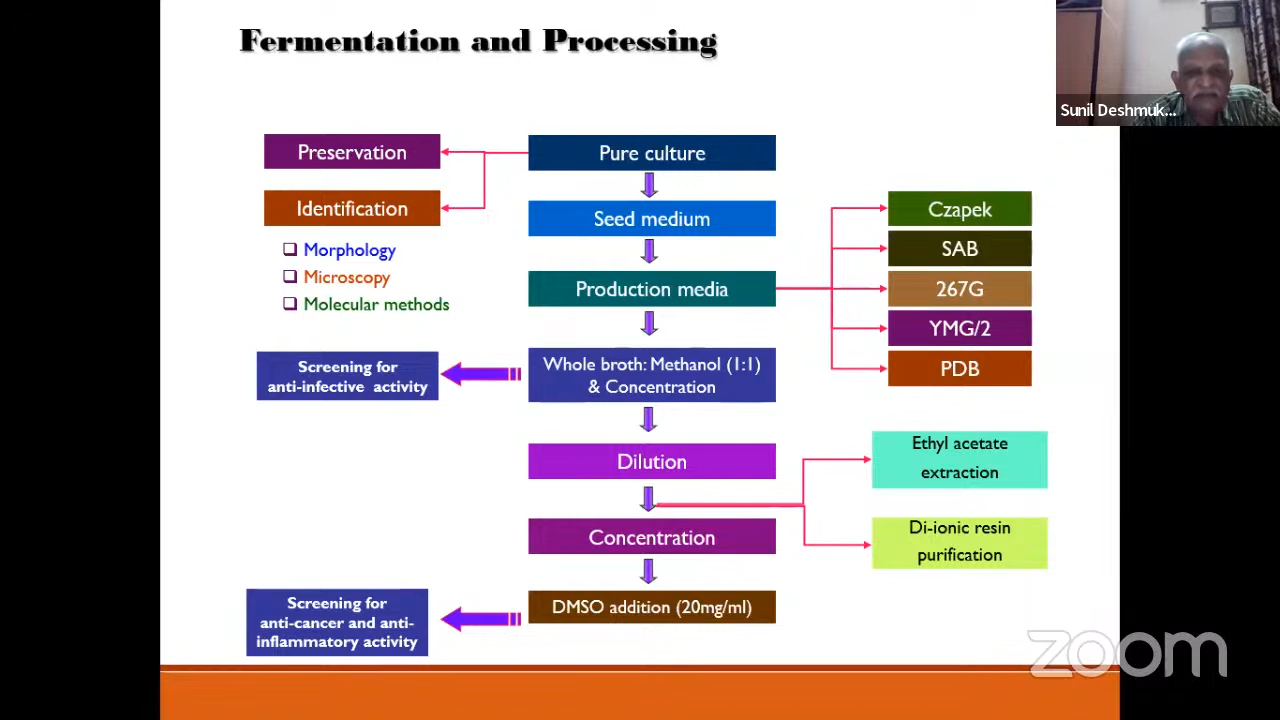 Fermentation and Processing
Sunil Deshmuk...
Preservation
Pure culture
Identification
Seed medium
Czapek
Morphology
SAB
Microscopy
Production media
267G
Molecular methods
YMG/2
Screening for
anti-infective activity
Whole broth: Methanol (1:1)
& Concentration
PDB
Dilution
Ethyl acetate
extraction
Concentration
Di-ionic resin
purification
Screening for
anti-cancer and anti-
inflammatory activity
DMSO addition (20mg/ml)
zoom